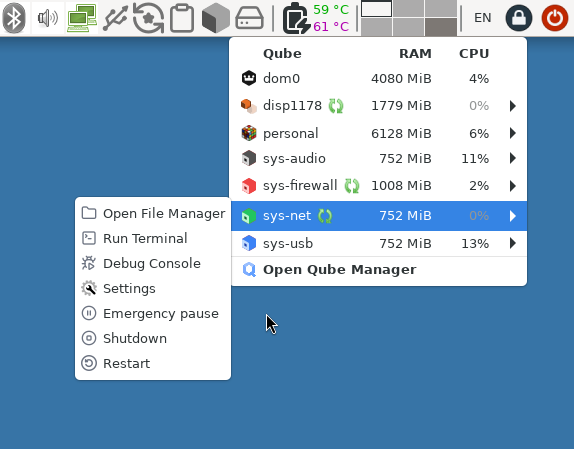 59 °C
61 °C
EN
Qube RAM CPU
dom0 4080 MiB 4%
disp1178 1779 MiB 0%
personal 6128 MiB 6%
sys-audio 752 MiB 11%
sys-firewall 1008 MiB 2%
sys-net 752 MiB 0%
sys-usb 752 MiB 13%
Open Qube Manager
Open File Manager
Run Terminal
Debug Console
Settings
Emergency pause
Shutdown
Restart